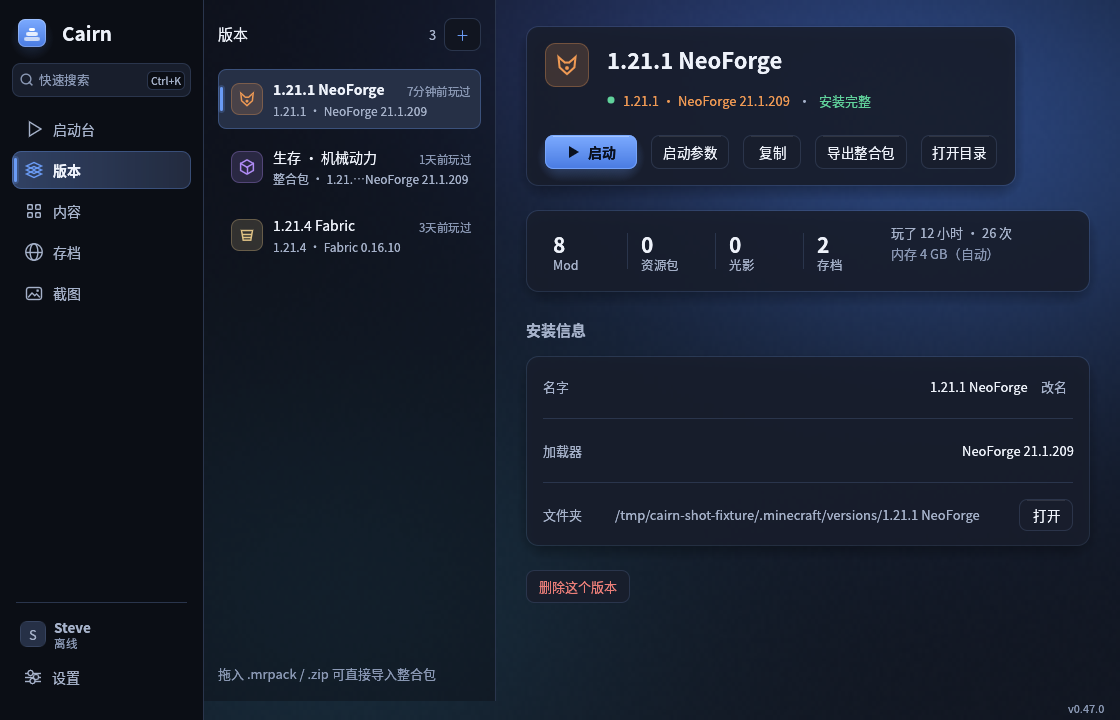 Cairn
快速搜索
Ctrl+K
启动台
版本
内容
存档
截图
S
Steve
离线
设置
版本
3
+
1.21.1 NeoForge
7分钟前玩过
1.21.1 • NeoForge 21.1.209
生存 • 机械动力
1天前玩过
整合包 • 1.21.…NeoForge 21.1.209
1.21.4 Fabric
3天前玩过
1.21.4 • Fabric 0.16.10
拖入 .mrpack / .zip 可直接导入整合包
1.21.1 NeoForge
1.21.1 • NeoForge 21.1.209 • 安装完整
启动
启动参数
复制
导出整合包
打开目录
8
Mod
0
资源包
0
光影
2
存档
玩了 12 小时 • 26 次
内存 4 GB（自动）
安装信息
名字
1.21.1 NeoForge
改名
加载器
NeoForge 21.1.209
文件夹
/tmp/cairn-shot-fixture/.minecraft/versions/1.21.1 NeoForge
打开
删除这个版本
v0.47.0